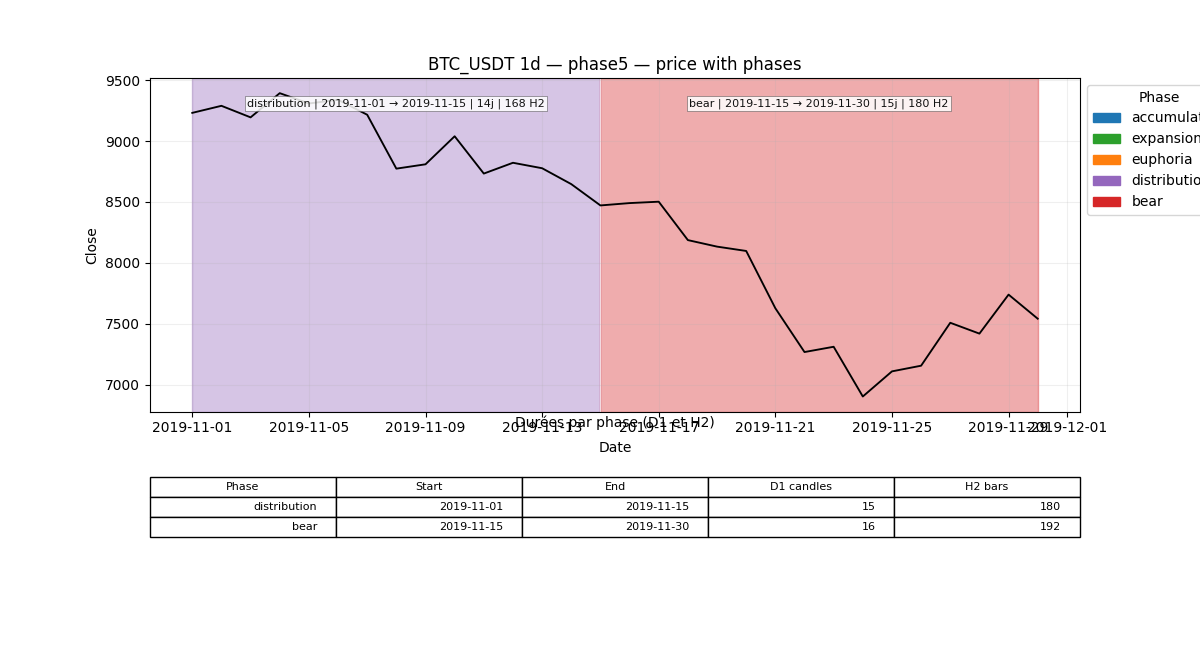 BTC_USDT 1d — phase5 — price with phases
9500
9000
8500
8000
7500
7000
Close
distribution | 2019-11-01 → 2019-11-15 | 14j | 168 H2
bear | 2019-11-15 → 2019-11-30 | 15j | 180 H2
Phase
accumulat
expansion
euphoria
distributio
bear
Durées par phase (D1 et H2)
2019-11-01 2019-11-05 2019-11-09 2019-11-13 2019-11-17 2019-11-21 2019-11-25 2019-11-29 2019-12-01
Date
Phase Start End D1 candles H2 bars
distribution 2019-11-01 2019-11-15 15 180
bear 2019-11-15 2019-11-30 16 192